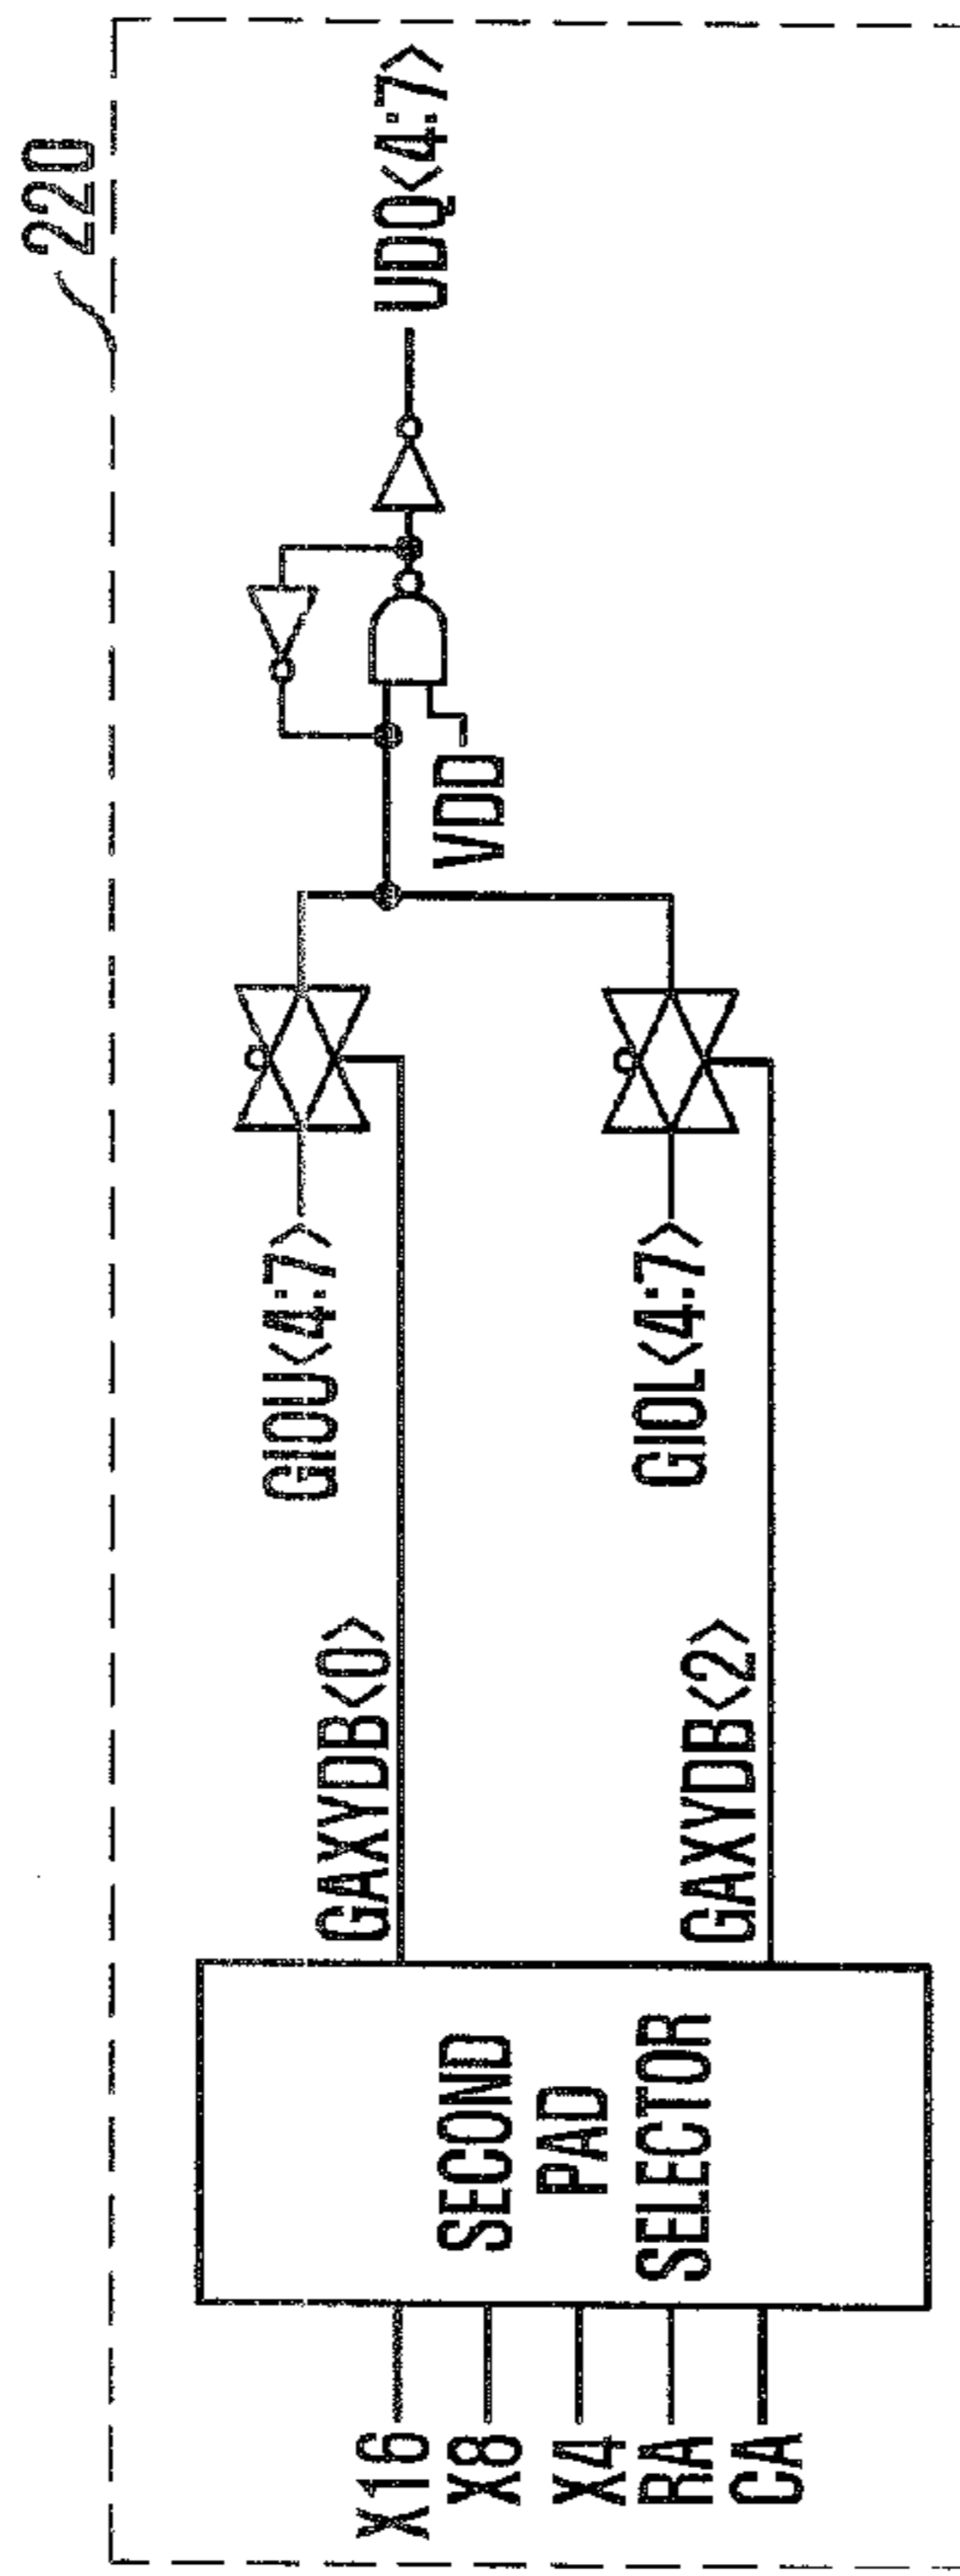 220
X16
X8
X4
RA
CA
SECOND
PAD
SELECTOR
GAXYDB<0>
GAXYDB<2>
GIOU<4:7>
GIOL<4:7>
VDD
UDQ<4:7>